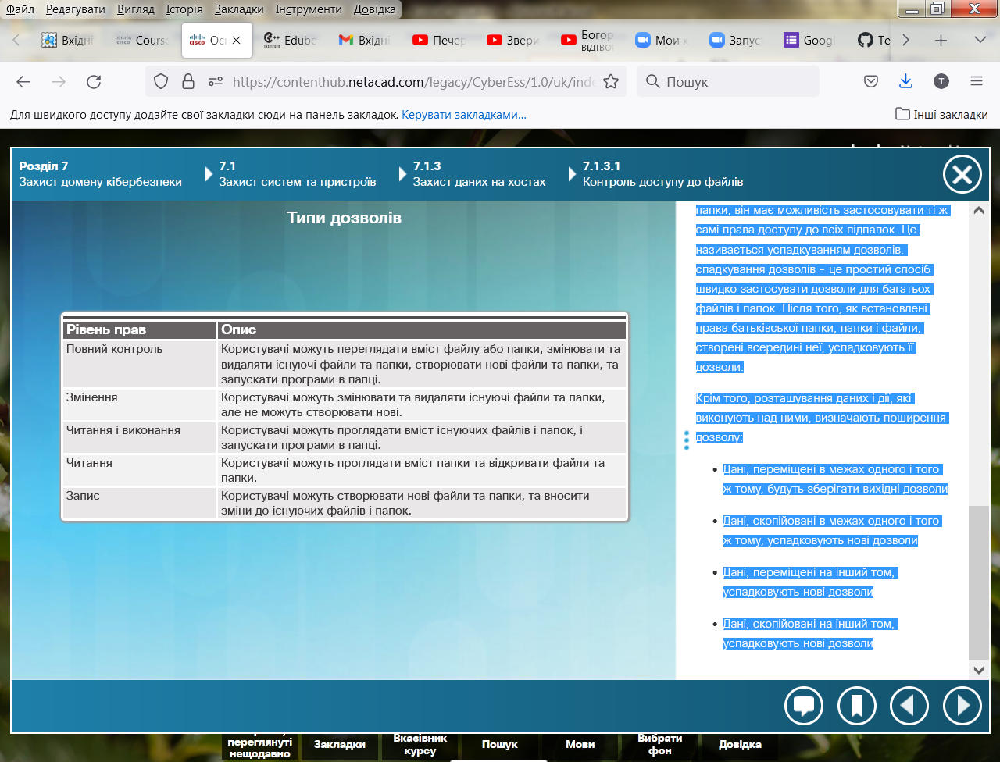 Файл Редагувати Вигляд Історія Закладки Інструменти Довідка
Вхідні Course Осн Edube Вхідні Печер Звери Богор Мои к Запус Googl Te
CISCO
C++ INSTITUTE
ВІДТВО
https://contenthub.netacad.com/legacy/CyberEss/1.0/uk/inde
Пошук
T
Для швидкого доступу додайте свої закладки сюди на панель закладок. Керувати закладками...
Інші закладки
Розділ 7
Захист домену кібербезпеки
7.1
Захист систем та пристроїв
7.1.3
Захист даних на хостах
7.1.3.1
Контроль доступу до файлів
Типи дозволів
Рівень прав Опис
Повний контроль Користувачі можуть переглядати вміст файлу або папки, змінювати та
видаляти існуючі файли та папки, створювати нові файли та папки, та
запускати програми в папці.
Змінення Користувачі можуть змінювати та видаляти існуючі файли та папки,
але не можуть створювати нові.
Читання і виконання Користувачі можуть проглядати вміст існуючих файлів і папок, і
запускати програми в папці.
Читання Користувачі можуть проглядати вміст папки та відкривати файли та
папки.
Запис Користувачі можуть створювати нові файли та папки, та вносити
зміни до існуючих файлів і папок.
папки, він має можливість застосовувати ті ж
самі права доступу до всіх підпапок. Це
називається успадкуванням дозволів.
спадкування дозволів – це простий спосіб
швидко застосувати дозволи для багатьох
файлів і папок. Після того, як встановлені
права батьківської папки, папки і файли,
створені всередині неї, успадковують її
дозволи.
Крім того, розташування даних і дії, які
виконують над ними, визначають поширення
дозволу:
• Дані, переміщені в межах одного і того
ж тому, будуть зберігати вихідні дозволи
• Дані, скопійовані в межах одного і того
ж тому, успадковують нові дозволи
• Дані, переміщені на інший том,
успадковують нові дозволи
• Дані, скопійовані на інший том,
успадковують нові дозволи
переглянуті
нещодавно
Закладки
Вказівник
курсу
Пошук
Мови
Вибрати
фон
Довідка